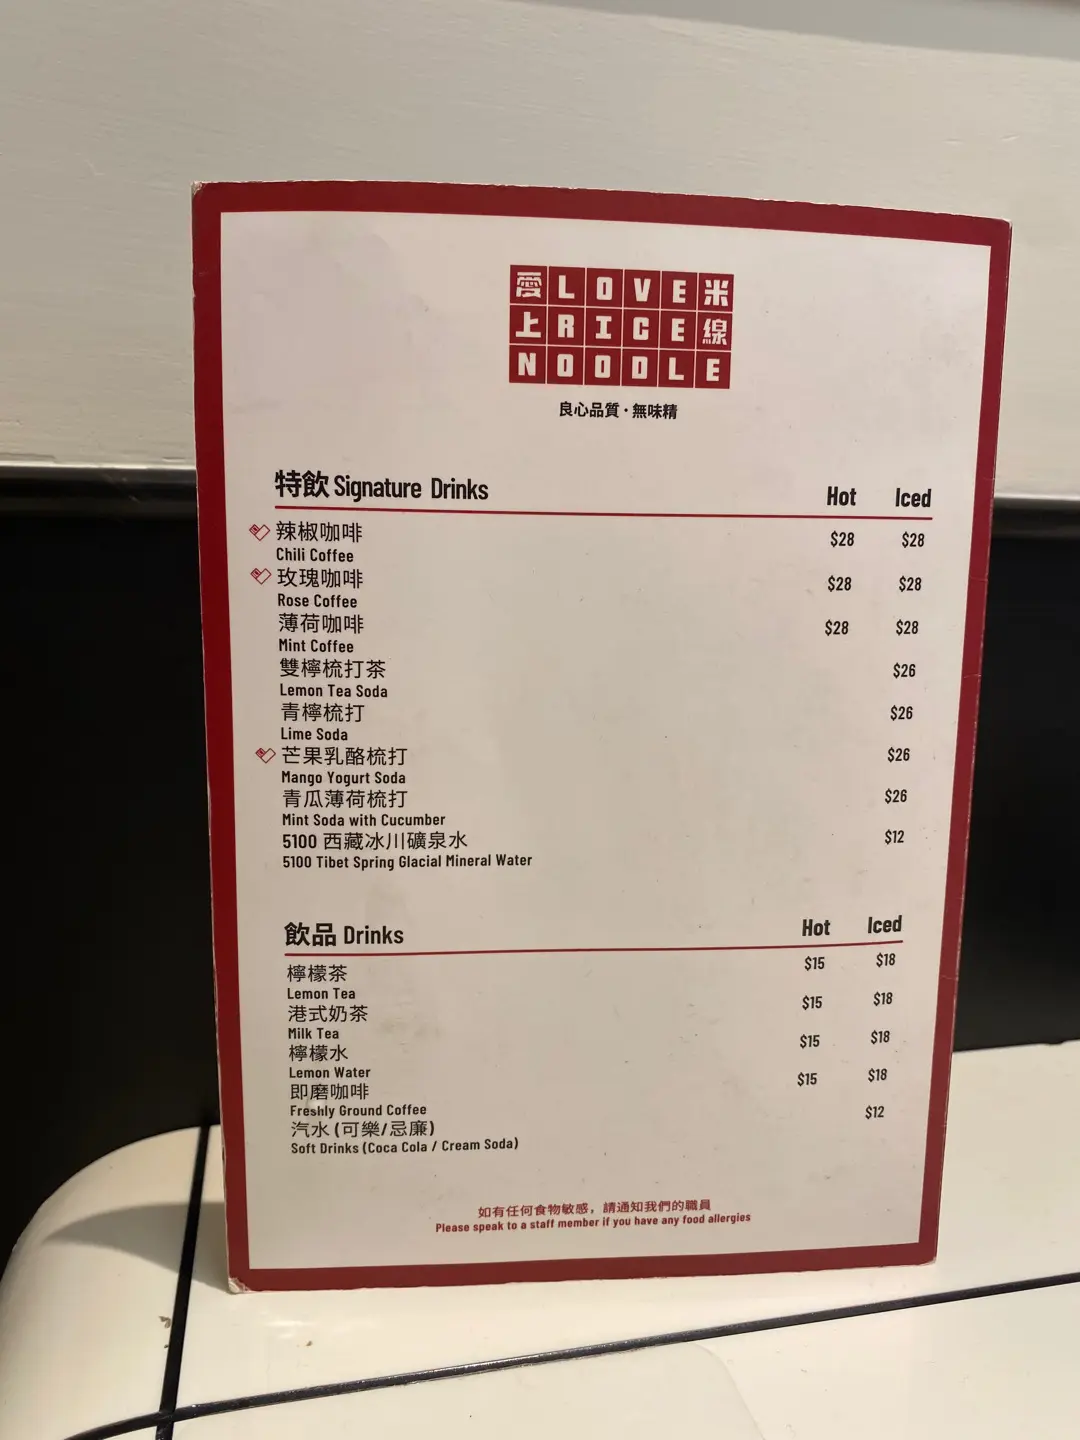 愛LOVE米
上RICE線
NOODLE
良心品質·無味精
特飲 Signature Drinks Hot Iced
辣椒咖啡 $28 $28
Chili Coffee
玫瑰咖啡 $28 $28
Rose Coffee
薄荷咖啡 $28 $28
Mint Coffee
雙檸梳打茶 $26
Lemon Tea Soda
青檸梳打 $26
Lime Soda
芒果乳酪梳打 $26
Mango Yogurt Soda
青瓜薄荷梳打 $26
Mint Soda with Cucumber
5100 西藏冰川礦泉水 $12
5100 Tibet Spring Glacial Mineral Water
飲品 Drinks Hot Iced
檸檬茶 $15 $18
Lemon Tea
港式奶茶 $15 $18
Milk Tea
檸檬水 $15 $18
Lemon Water
即磨咖啡 $15 $18
Freshly Ground Coffee
汽水 (可樂/忌廉) $12
Soft Drinks (Coca Cola / Cream Soda)
如有任何食物敏感，請通知我們的職員
Please speak to a staff member if you have any food allergies